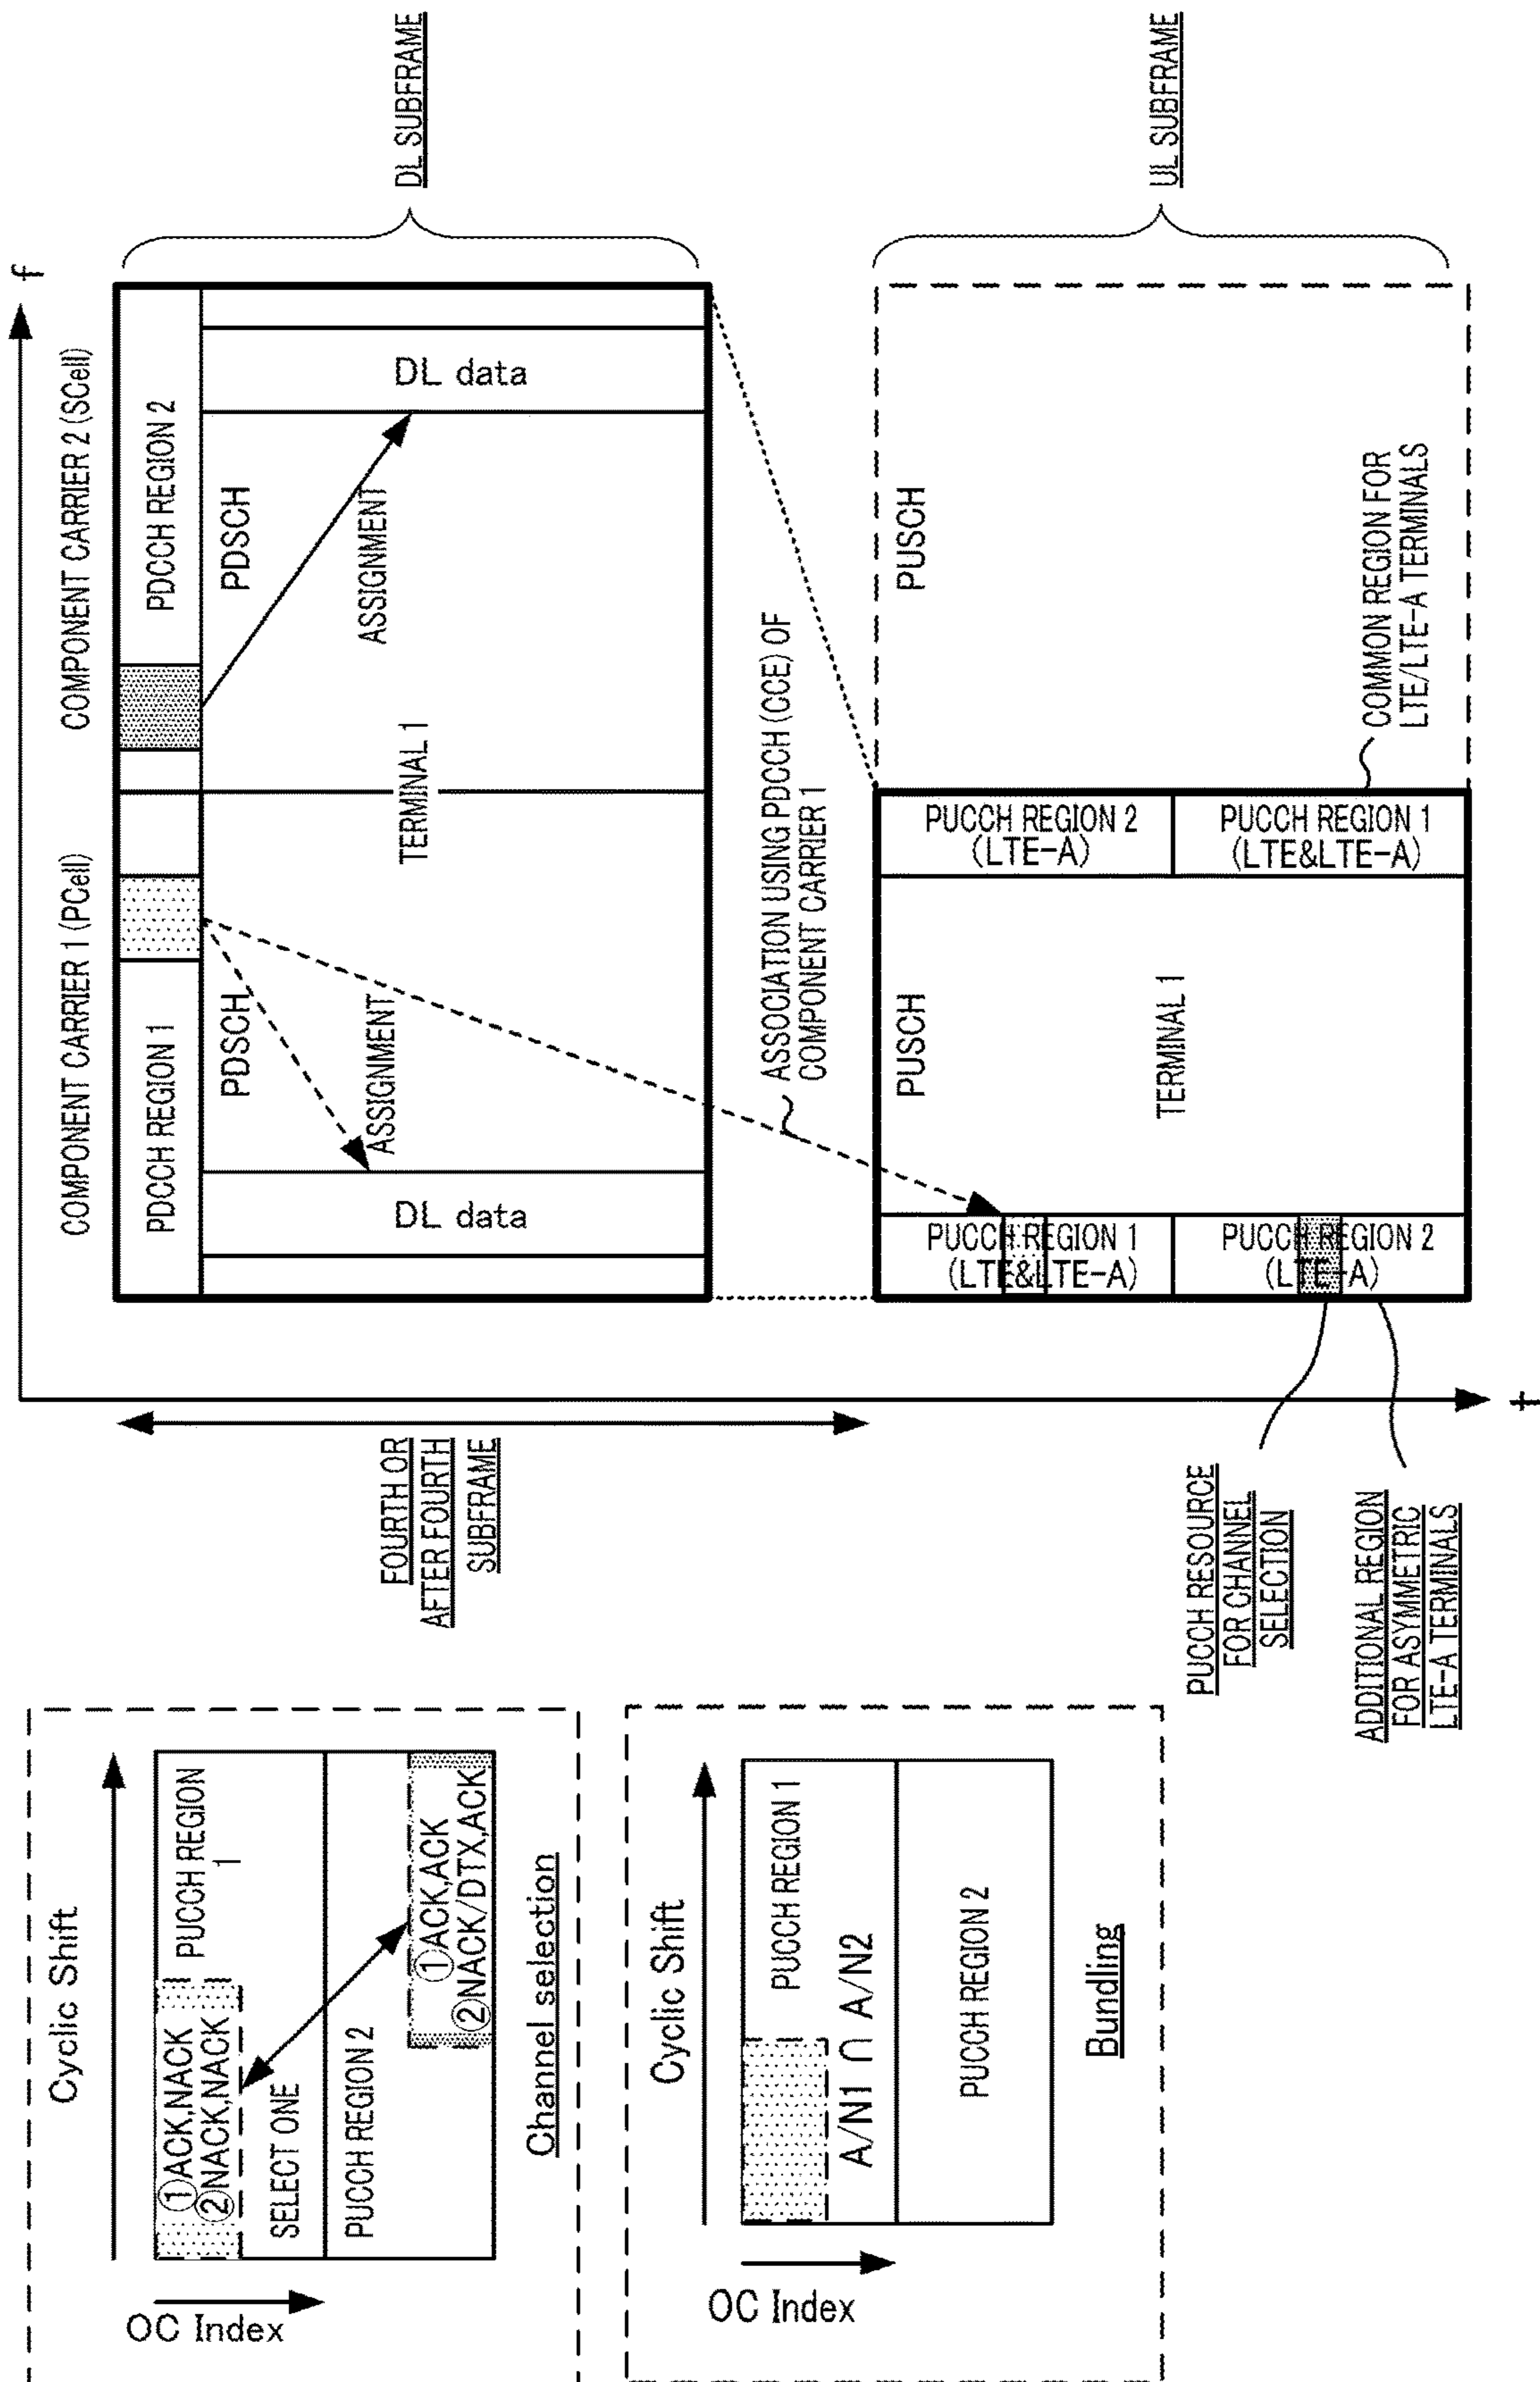 f
COMPONENT CARRIER 1 (PCell)
COMPONENT CARRIER 2 (SCell)
PDCCH REGION 1
PDCCH REGION 2
PDSCH
PDSCH
ASSIGNMENT
ASSIGNMENT
TERMINAL 1
DL data
DL data
DL SUBFRAME
FOURTH OR
AFTER FOURTH
SUBFRAME
ASSOCIATION USING PDCCH (CCE) OF
COMPONENT CARRIER 1
PUCCH REGION 1
(LTE&LTE-A)
PUCCH REGION 2
(LTE-A)
PUSCH
TERMINAL 1
PUCCH REGION 2
(LTE-A)
PUCCH REGION 1
(LTE&LTE-A)
PUSCH
UL SUBFRAME
COMMON REGION FOR
LTE/LTE-A TERMINALS
t
PUCCH RESOURCE
FOR CHANNEL
SELECTION
ADDITIONAL REGION
FOR ASYMMETRIC
LTE-A TERMINALS
Cyclic Shift
OC Index
①ACK,NACK
②NACK,NACK
PUCCH REGION
1
SELECT ONE
PUCCH REGION 2
①ACK,ACK
②NACK/DTX,ACK
Channel selection
Cyclic Shift
OC Index
PUCCH REGION 1
A/N1 ∩ A/N2
PUCCH REGION 2
Bundling